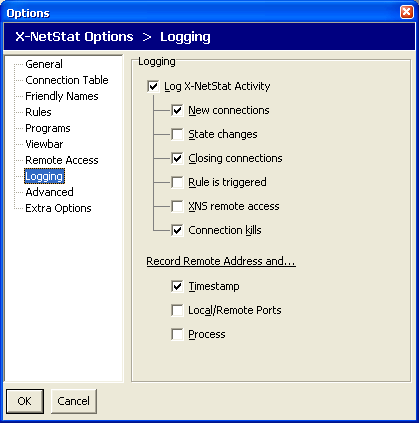 Options
X-NetStat Options > Logging
General
Connection Table
Friendly Names
Rules
Programs
Viewbar
Remote Access
Logging
Advanced
Extra Options
Logging
Log X-NetStat Activity
New connections
State changes
Closing connections
Rule is triggered
XNS remote access
Connection kills
Record Remote Address and...
Timestamp
Local/Remote Ports
Process
OK
Cancel